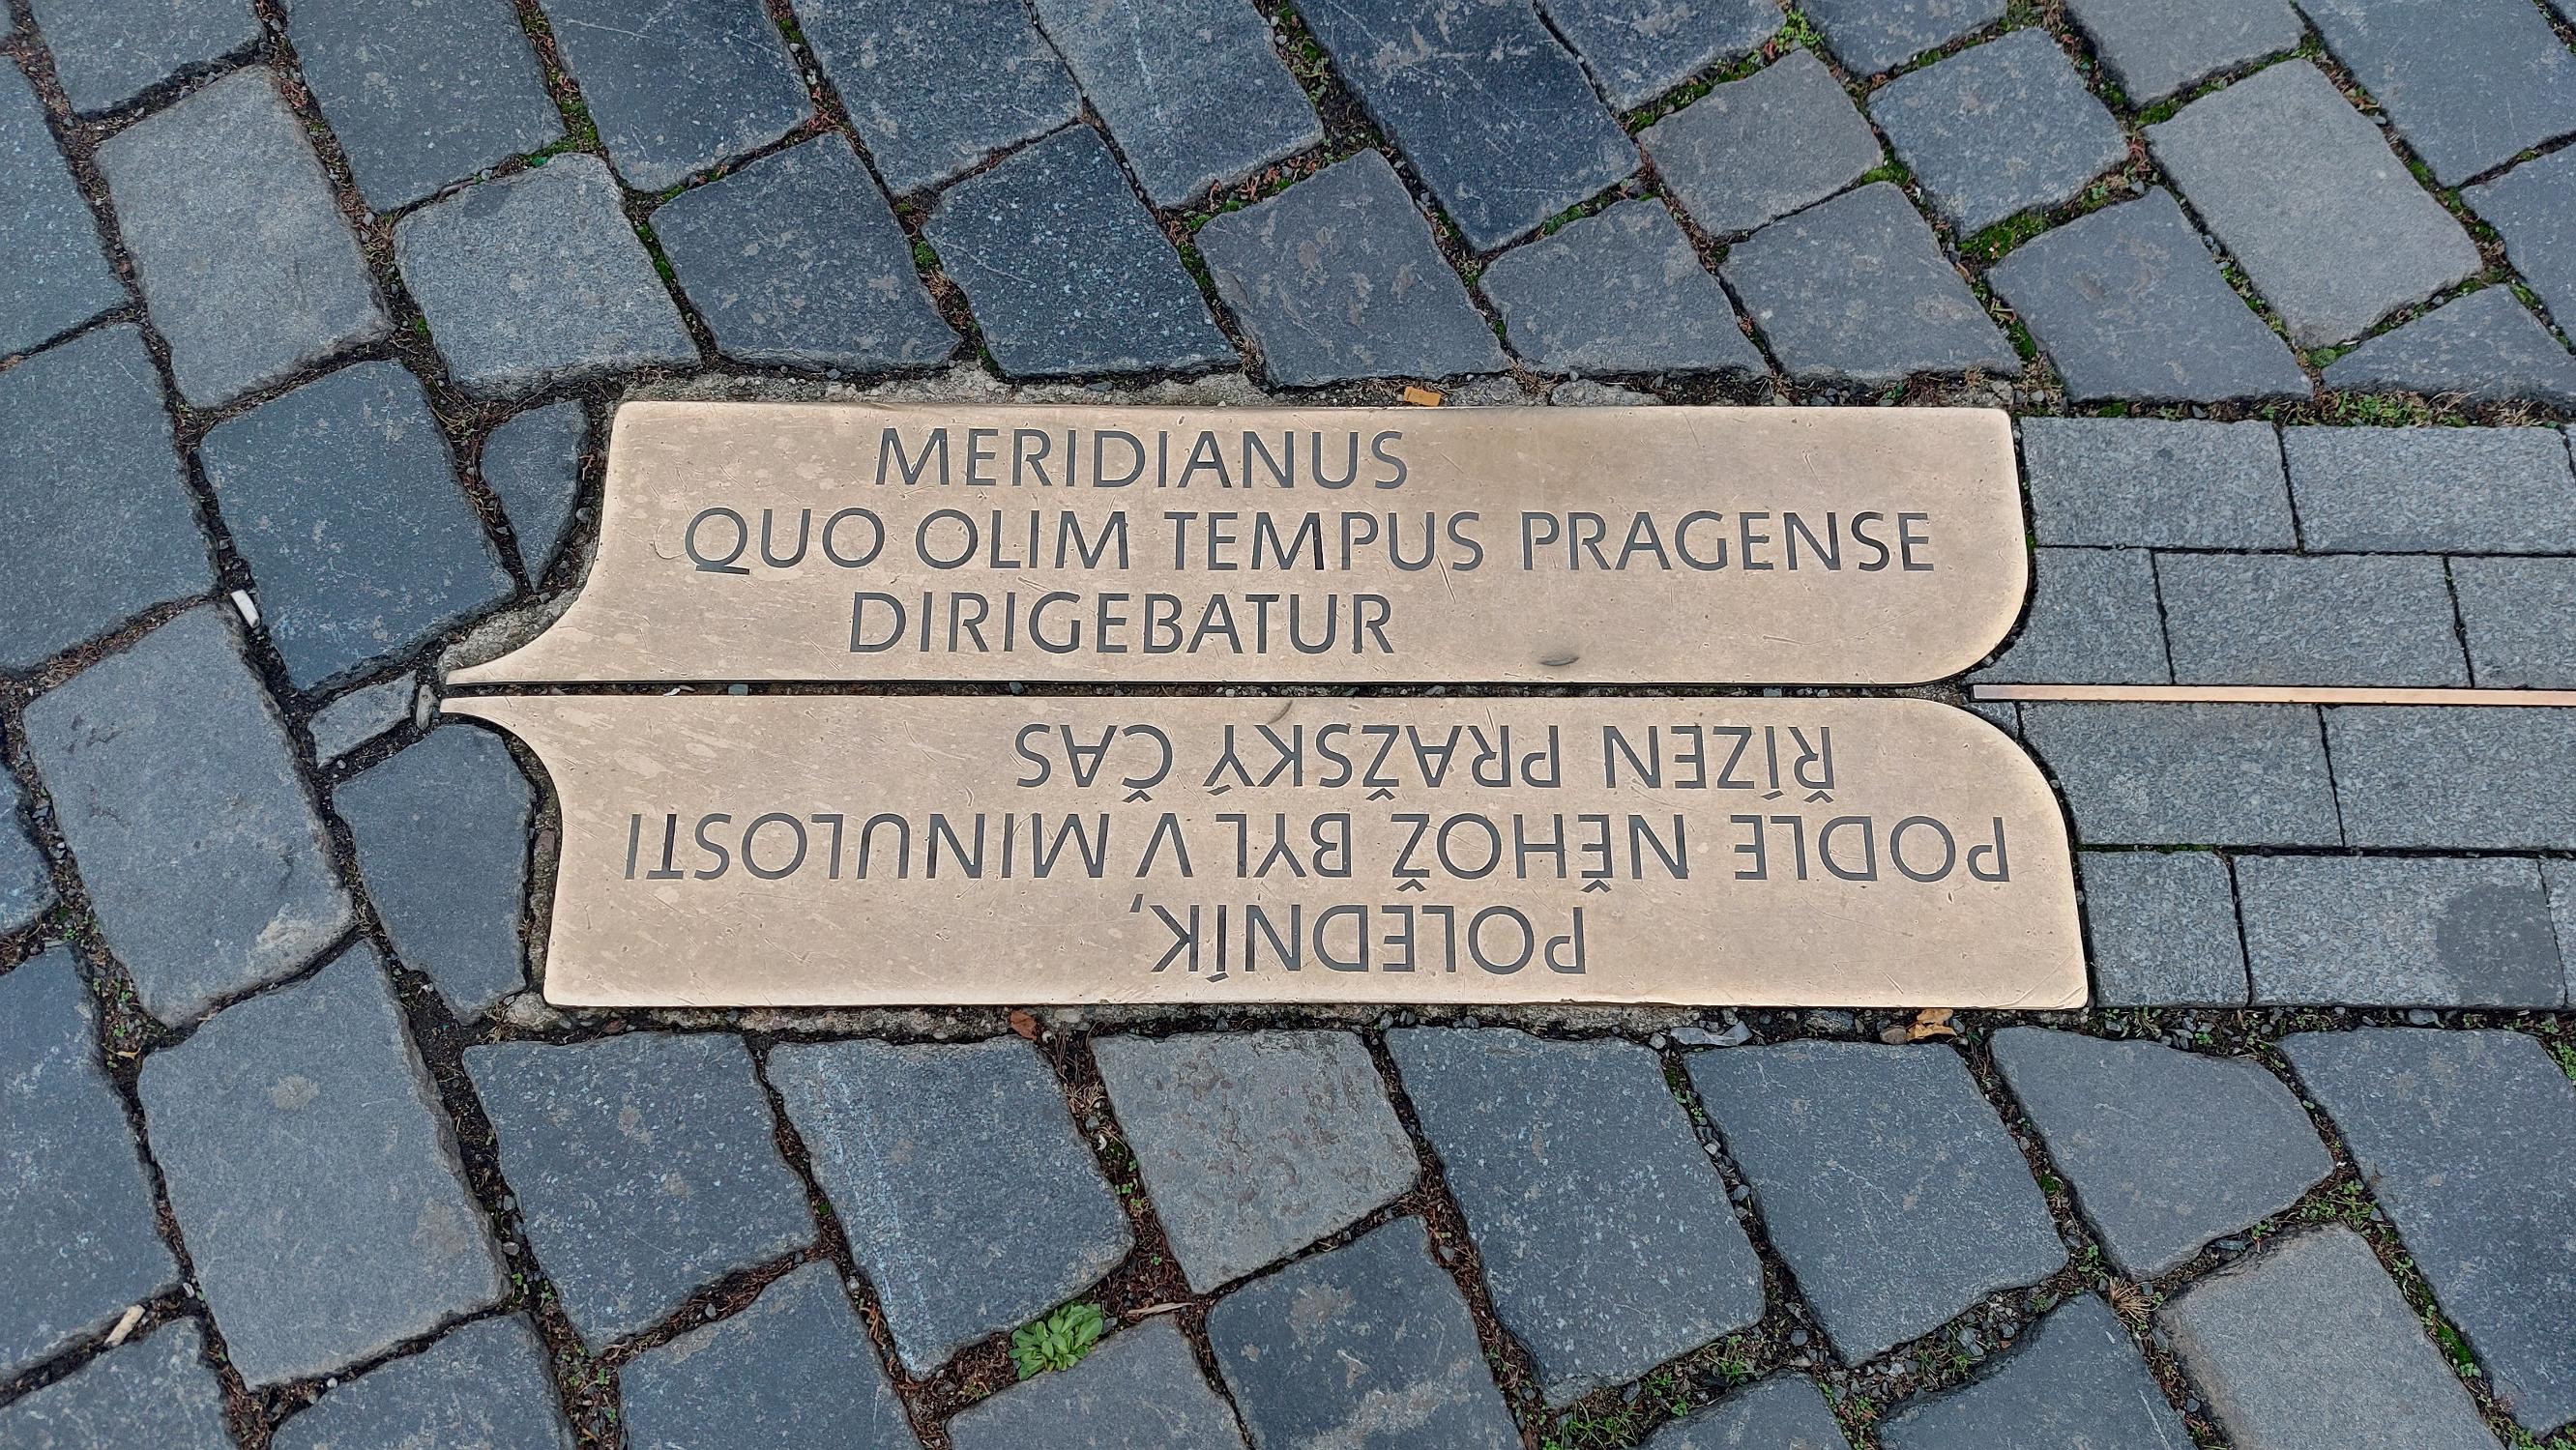 MERIDIANUS
QUO OLIM TEMPUS PRAGENSE
DIRIGEBATUR
POLEDNÍK,
PODLE NĚHOŽ BYL V MINULOSTI
ŘÍZEN PRAŽSKÝ ČAS